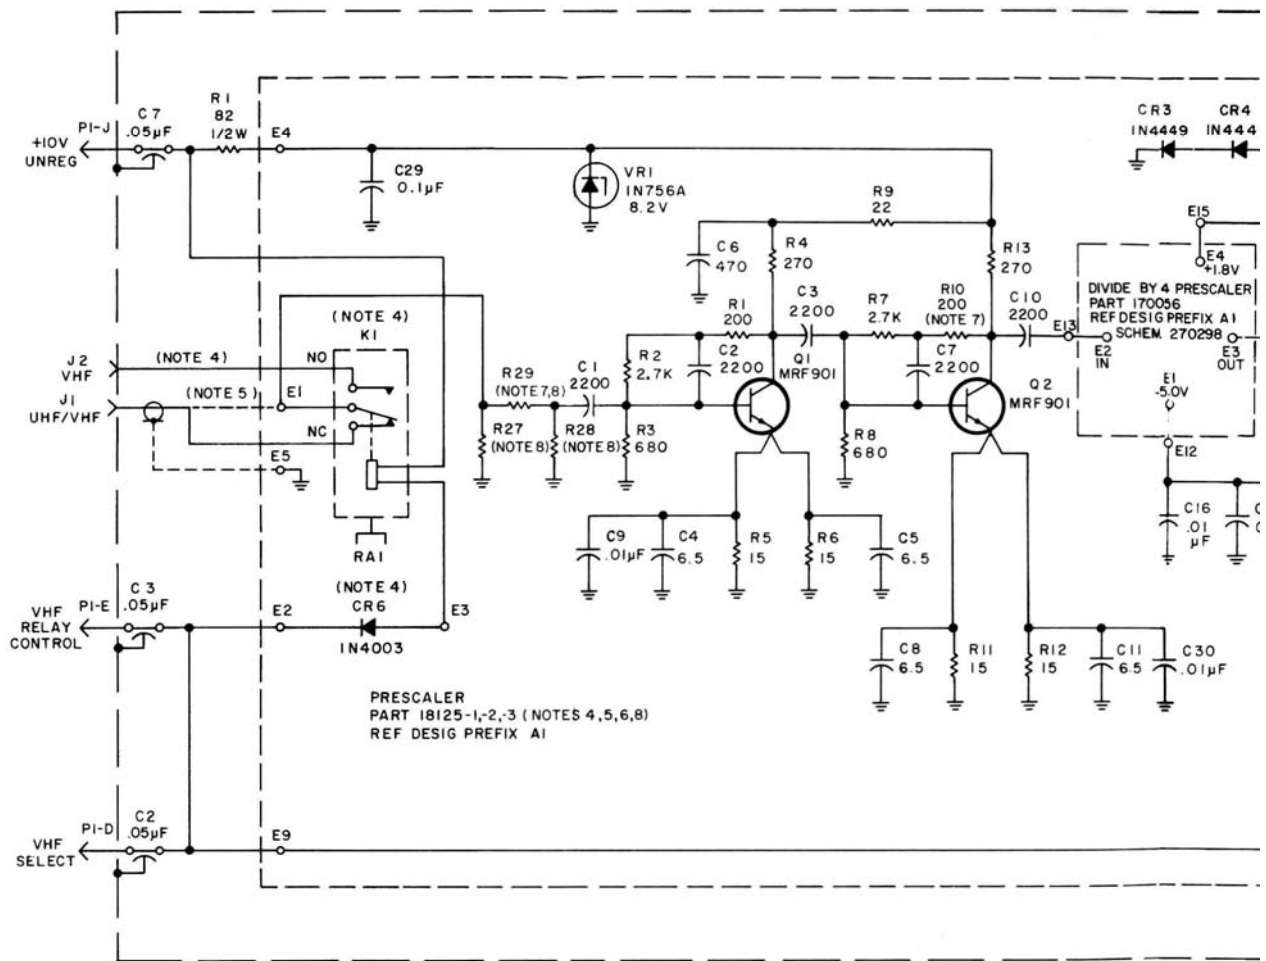 +10V
UNREG
P1-J
C7
.05µF
R1
82
1/2W
E4
C29
0.1µF
VR1
1N756A
8.2V
CR3
1N4449
CR4
1N444
R9
22
C6
470
R4
270
R13
270
C3
2200
R7
2.7K
R10
200
(NOTE 7)
C10
2200
E13
E15
E4
+1.8V
DIVIDE BY 4 PRESCALER
PART 170056
REF DESIG PREFIX A1
SCHEM. 270298
E2
IN
E3
OUT
E1
-5.0V
E12
C16
.01
µF
J2
VHF
(NOTE 4)
J1
UHF/VHF
(NOTE 5)
E1
E5
(NOTE 4)
K1
NO
NC
RA1
R29
(NOTE 7,8)
R27
(NOTE 8)
R28
(NOTE 8)
C1
2200
R2
2.7K
R3
680
R1
200
C2
2200
Q1
MRF901
R8
680
C7
2200
Q2
MRF901
C9
.01µF
C4
6.5
R5
15
R6
15
C5
6.5
C8
6.5
R11
15
R12
15
C11
6.5
C30
.01µF
VHF
RELAY
CONTROL
P1-E
C3
.05µF
E2
(NOTE 4)
CR6
1N4003
E3
PRESCALER
PART 18125-1,-2,-3 (NOTES 4,5,6,8)
REF DESIG PREFIX A1
VHF
SELECT
P1-D
C2
.05µF
E9